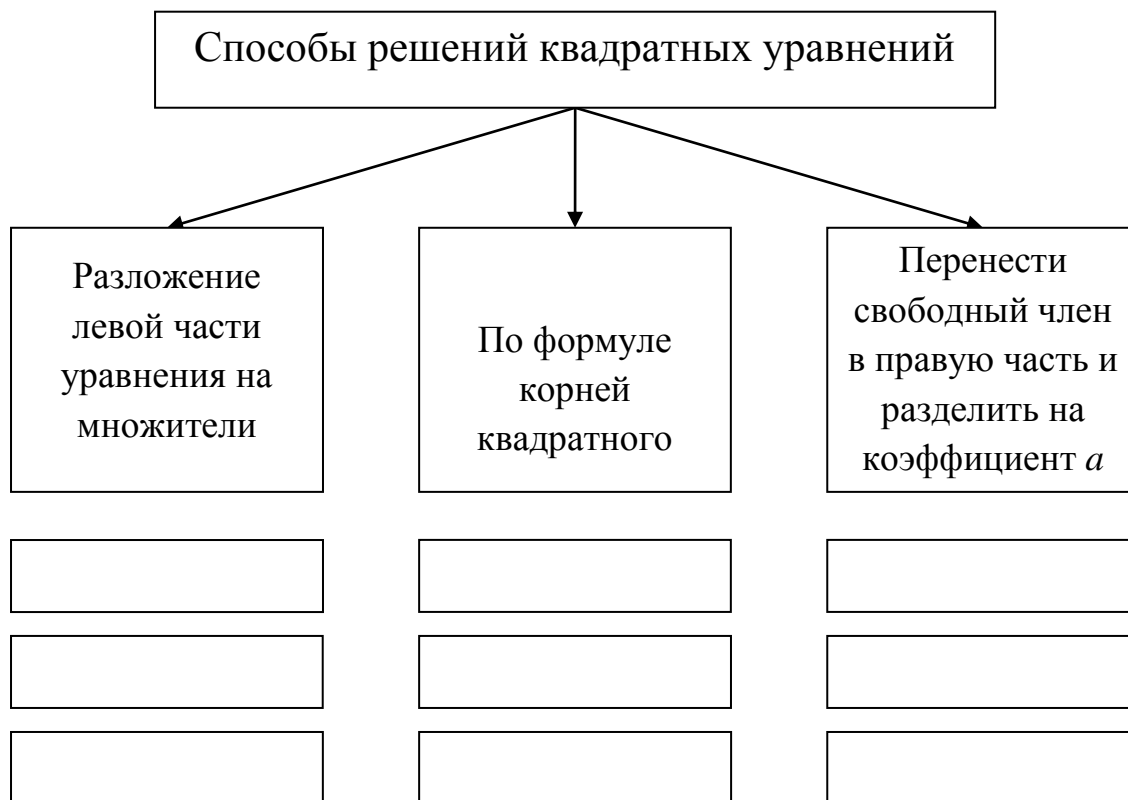 Способы решений квадратных уравнений
Разложение
левой части
уравнения на
множители
По формуле
корней
квадратного
Перенести
свободный член
в правую часть и
разделить на
коэффициент a